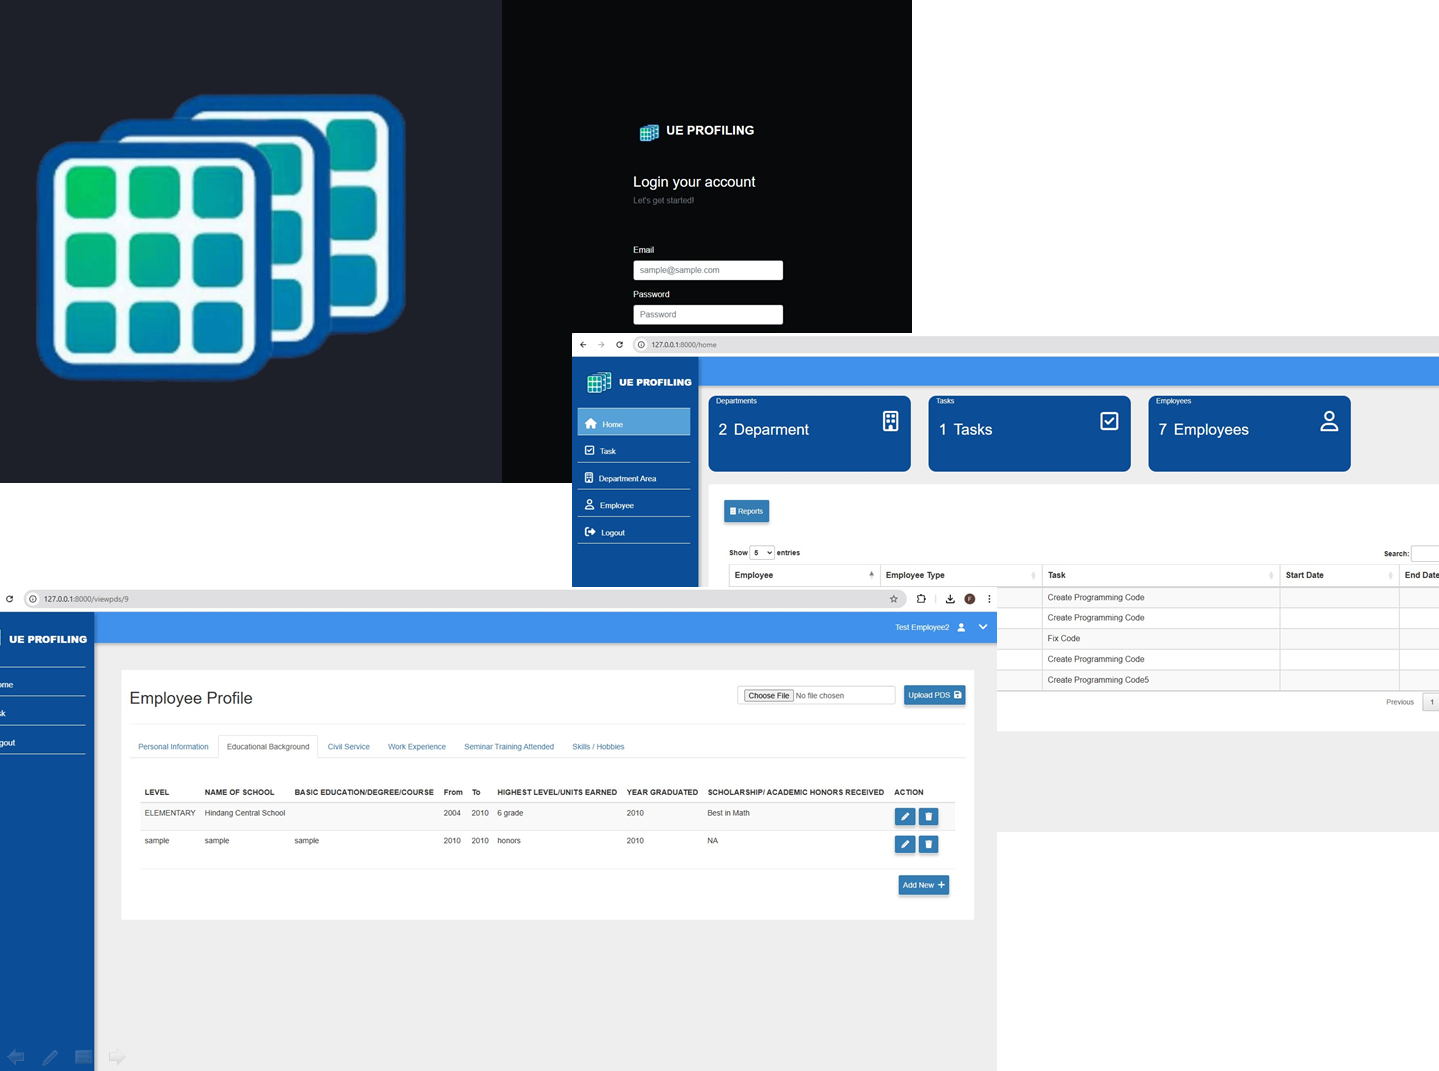 UE PROFILING
Login your account
Let's get started!
Email
sample@sample.com
Password
Password
127.0.0.1:8000/home
UE PROFILING
Home
Task
Department Area
Employee
Logout
Departments
2 Deparment
Tasks
1 Tasks
Employees
7 Employees
Reports
Show 5 entries
Search:
Employee Employee Type Task Start Date End Date
Create Programming Code
Create Programming Code
Fix Code
Create Programming Code
Create Programming Code5
Previous 1
127.0.0.1:8000/viewpds/9
F
UE PROFILING
ome
sk
gout
Test Employee2
Employee Profile
Choose File No file chosen
Upload PDS
Personal Information Educational Background Civil Service Work Experience Seminar Training Attended Skills / Hobbies
LEVEL NAME OF SCHOOL BASIC EDUCATION/DEGREE/COURSE From To HIGHEST LEVEL/UNITS EARNED YEAR GRADUATED SCHOLARSHIP/ ACADEMIC HONORS RECEIVED ACTION
ELEMENTARY Hindang Central School 2004 2010 6 grade 2010 Best in Math
sample sample sample 2010 2010 honors 2010 NA
Add New +